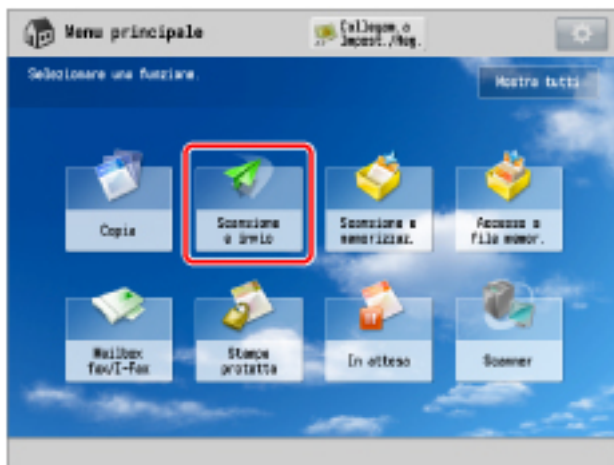 Menu principale
Collegam. a
Impost./Reg.
Selezionare una funzione.
Mostra tutti
Copia
Scansione
e invio
Scansione e
memorizzaz.
Accesso a
file memor.
Mailbox
fax/I-Fax
Stampa
protetta
In attesa
Scanner